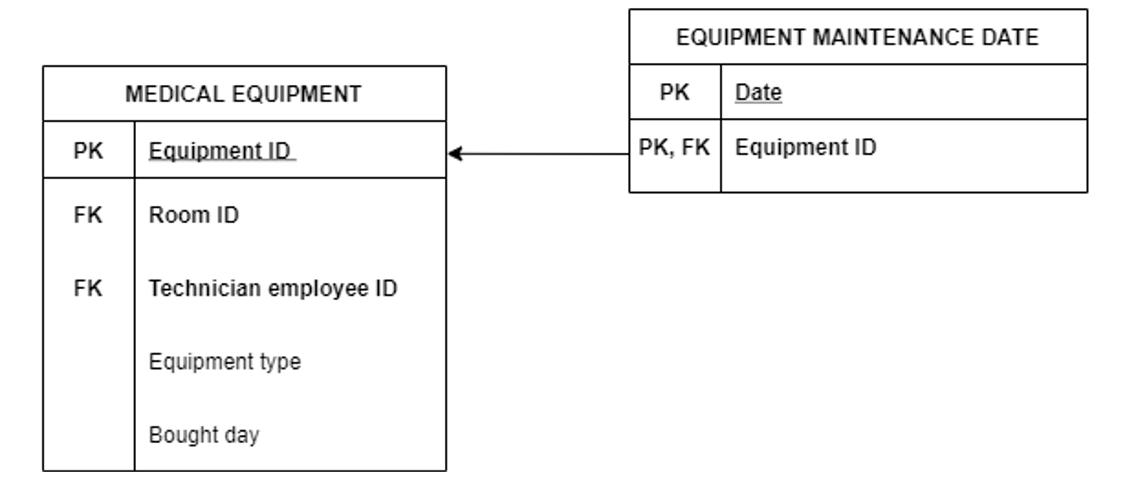 MEDICAL EQUIPMENT
PK Equipment ID
FK Room ID
FK Technician employee ID
Equipment type
Bought day
EQUIPMENT MAINTENANCE DATE
PK Date
PK, FK Equipment ID